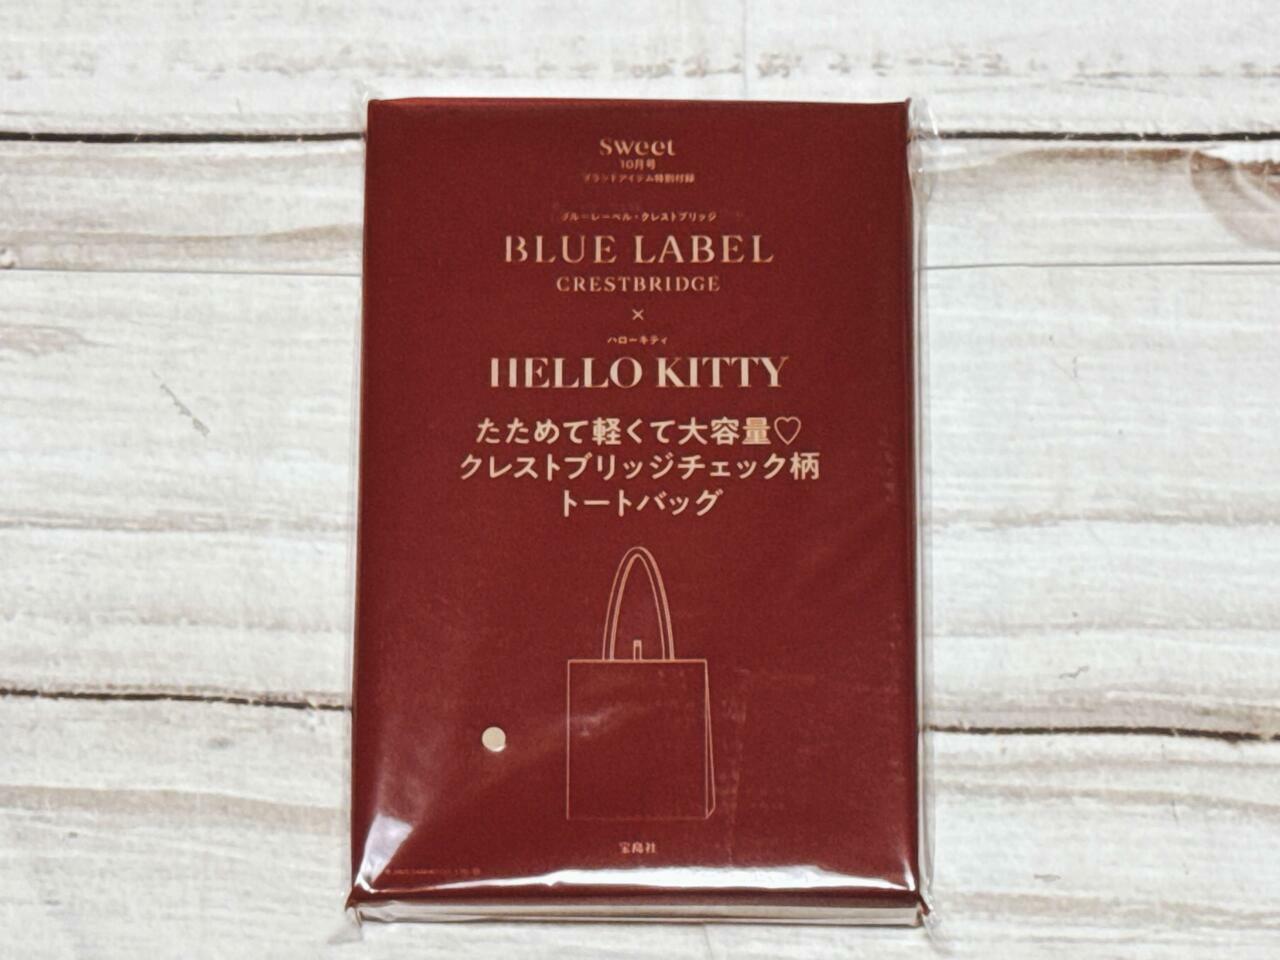 sweet
10月号
ブランドアイテム特別付録
ブルーレーベル・クレストブリッジ
BLUE LABEL
CRESTBRIDGE
×
ハローキティ
HELLO KITTY
たためて軽くて大容量♡
クレストブリッジチェック柄
トートバッグ
宝島社